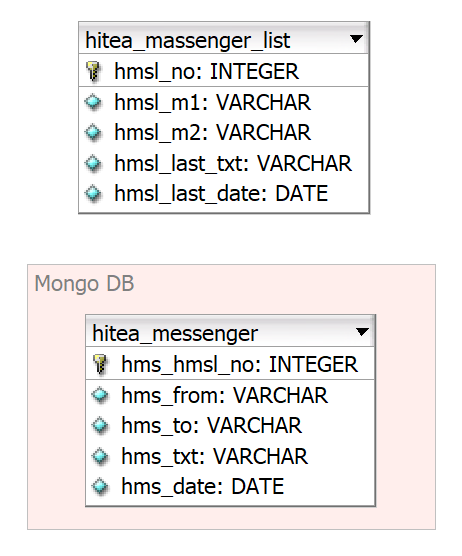 hitea_massenger_list
hmsl_no: INTEGER
hmsl_m1: VARCHAR
hmsl_m2: VARCHAR
hmsl_last_txt: VARCHAR
hmsl_last_date: DATE
Mongo DB
hitea_messenger
hms_hmsl_no: INTEGER
hms_from: VARCHAR
hms_to: VARCHAR
hms_txt: VARCHAR
hms_date: DATE